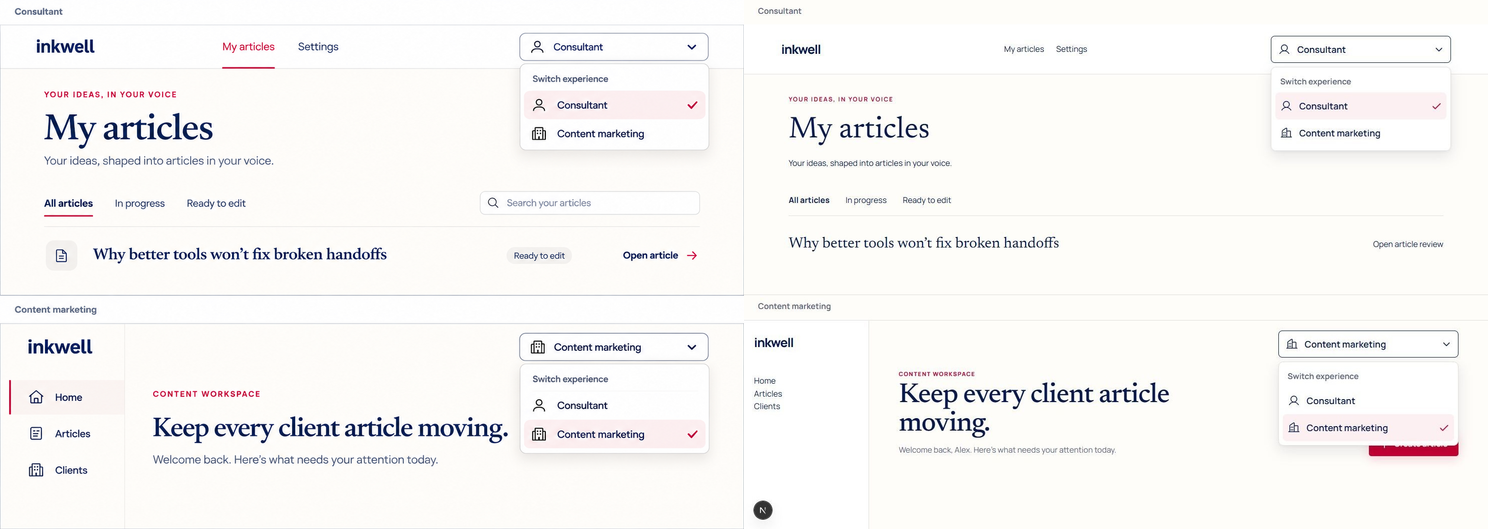 Consultant
inkwell
My articles
Settings
Consultant
Switch experience
Consultant
Content marketing
YOUR IDEAS, IN YOUR VOICE
My articles
Your ideas, shaped into articles in your voice.
All articles
In progress
Ready to edit
Search your articles
Why better tools won’t fix broken handoffs
Ready to edit
Open article
Consultant
inkwell
My articles
Settings
Consultant
Switch experience
Consultant
Content marketing
YOUR IDEAS, IN YOUR VOICE
My articles
Your ideas, shaped into articles in your voice.
All articles
In progress
Ready to edit
Why better tools won’t fix broken handoffs
Open article review
Content marketing
inkwell
Home
Articles
Clients
Content marketing
Switch experience
Consultant
Content marketing
CONTENT WORKSPACE
Keep every client article moving.
Welcome back. Here’s what needs your attention today.
Content marketing
inkwell
Home
Articles
Clients
Content marketing
Switch experience
Consultant
Content marketing
CONTENT WORKSPACE
Keep every client article
moving.
Welcome back, Alex. Here’s what needs your attention today.
N